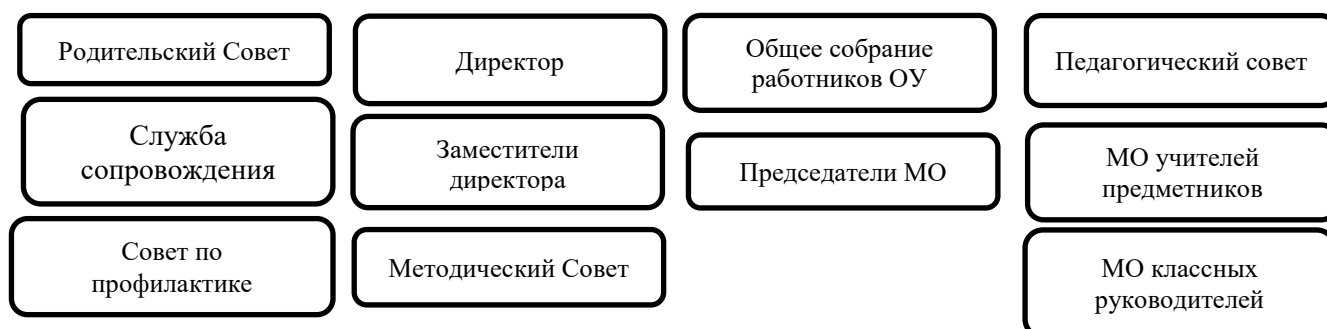 Родительский Совет
Директор
Общее собрание
работников ОУ
Педагогический совет
Служба
сопровождения
Заместители
директора
Председатели МО
МО учителей
предметников
Совет по
профилактике
Методический Совет
МО классных
руководителей